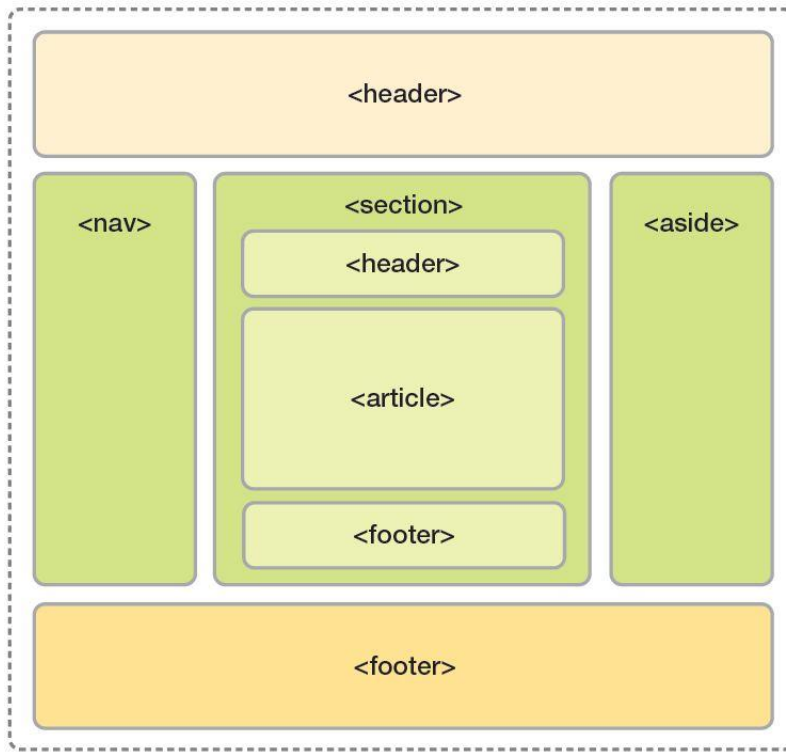 <header>
<nav>
<section>
<aside>
<header>
<article>
<footer>
<footer>